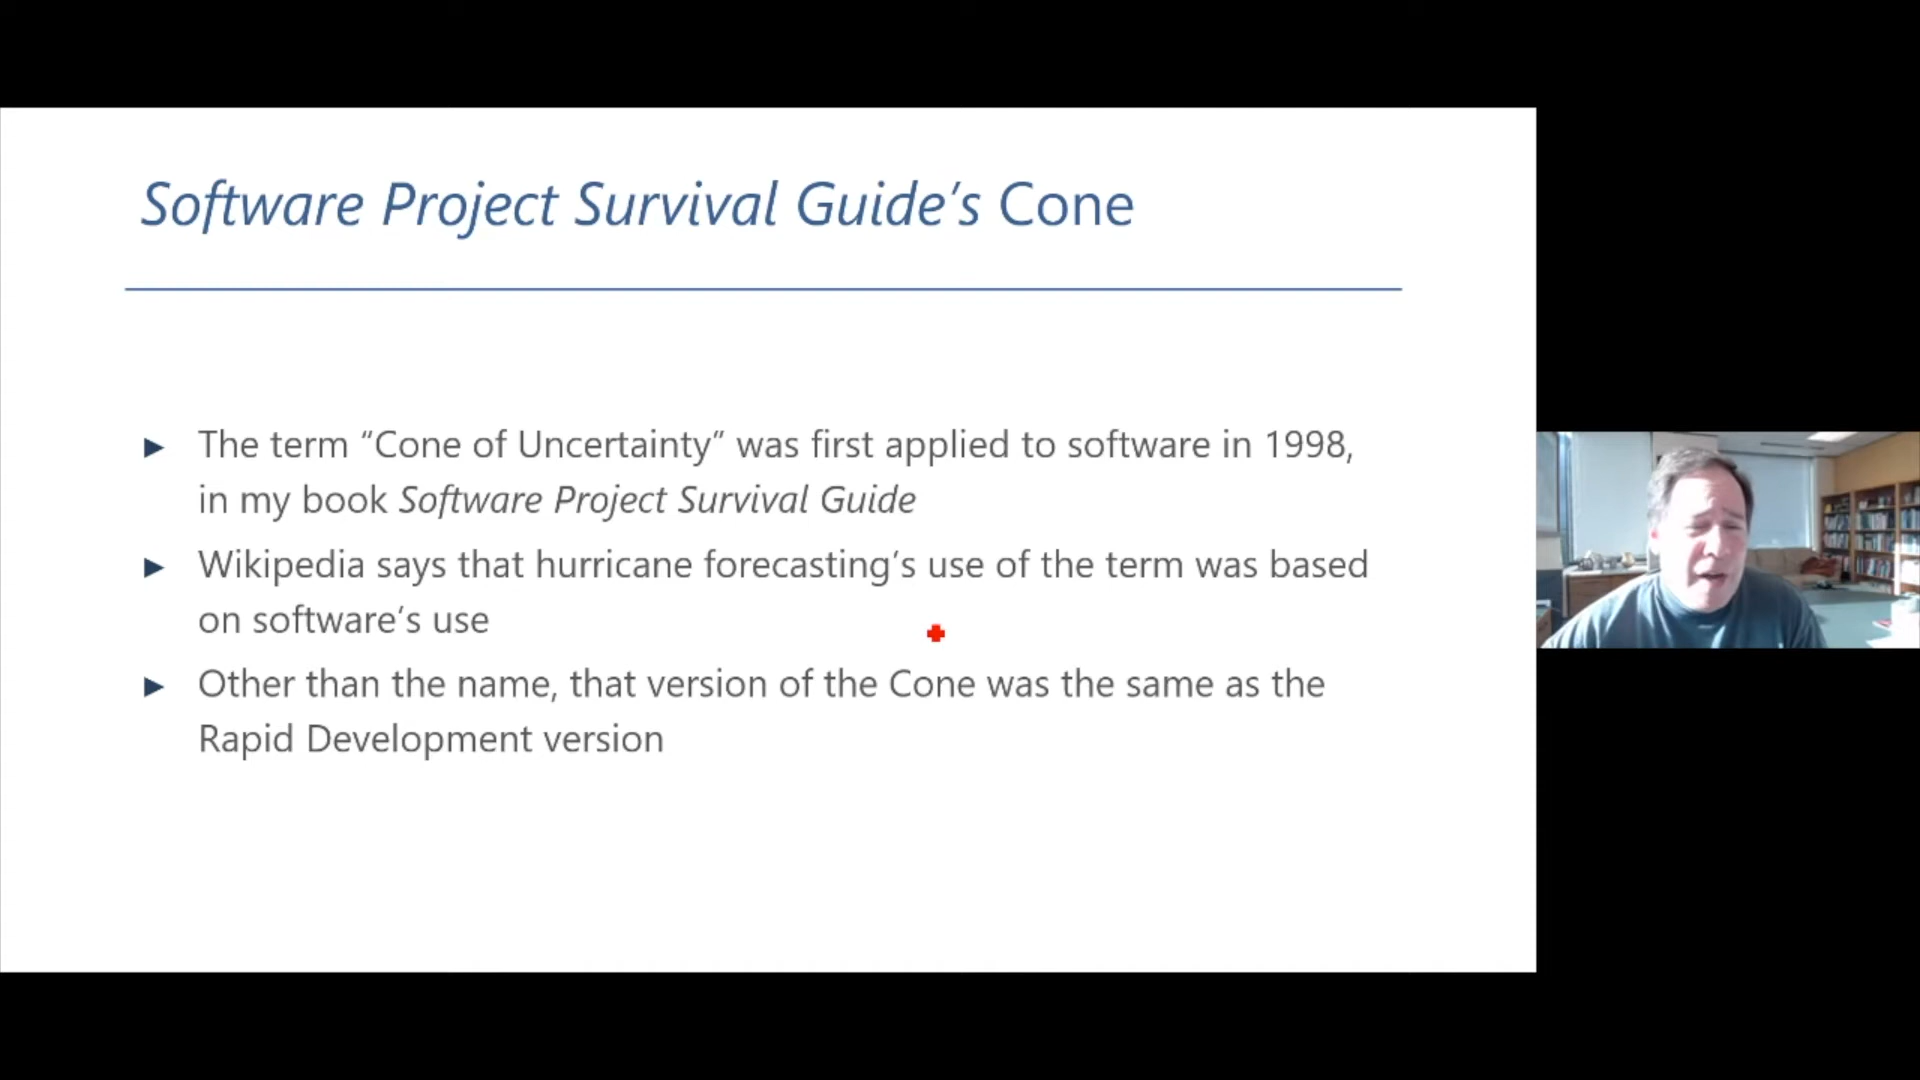 Software Project Survival Guide’s Cone
► The term “Cone of Uncertainty” was first applied to software in 1998,
in my book Software Project Survival Guide
► Wikipedia says that hurricane forecasting’s use of the term was based
on software’s use
► Other than the name, that version of the Cone was the same as the
Rapid Development version